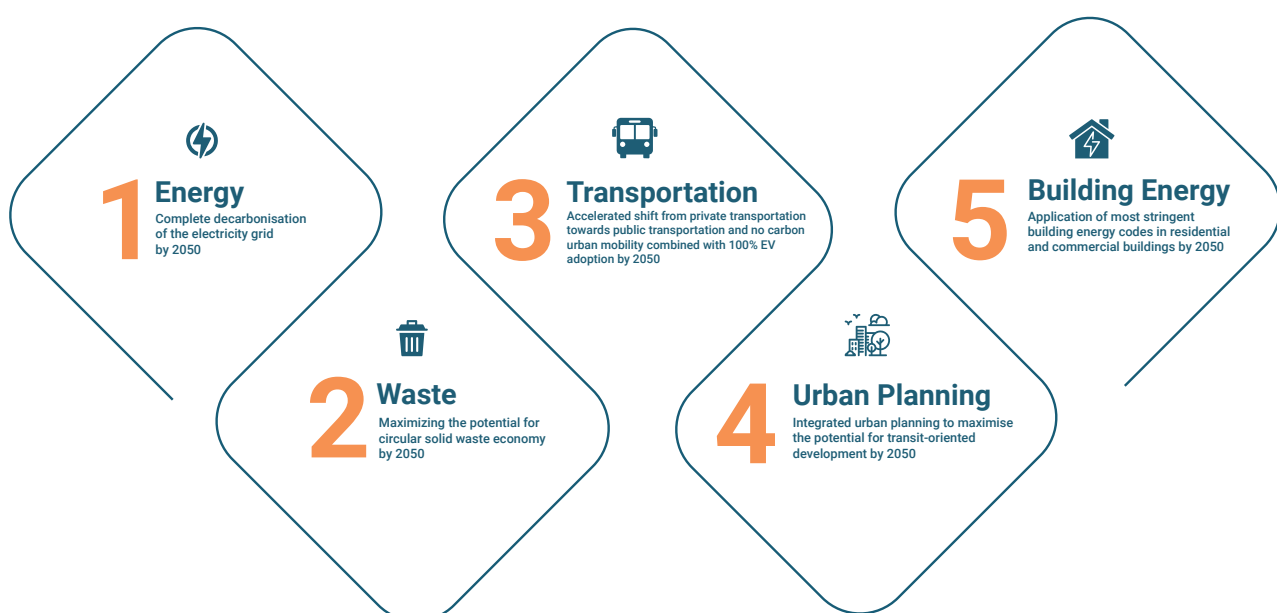 1
Energy
Complete decarbonisation
of the electricity grid
by 2050
2
Waste
Maximizing the potential for
circular solid waste economy
by 2050
3
Transportation
Accelerated shift from private transportation
towards public transportation and no carbon
urban mobility combined with 100% EV
adoption by 2050
4
Urban Planning
Integrated urban planning to maximise
the potential for transit-oriented
development by 2050
5
Building Energy
Application of most stringent
building energy codes in residential
and commercial buildings by 2050